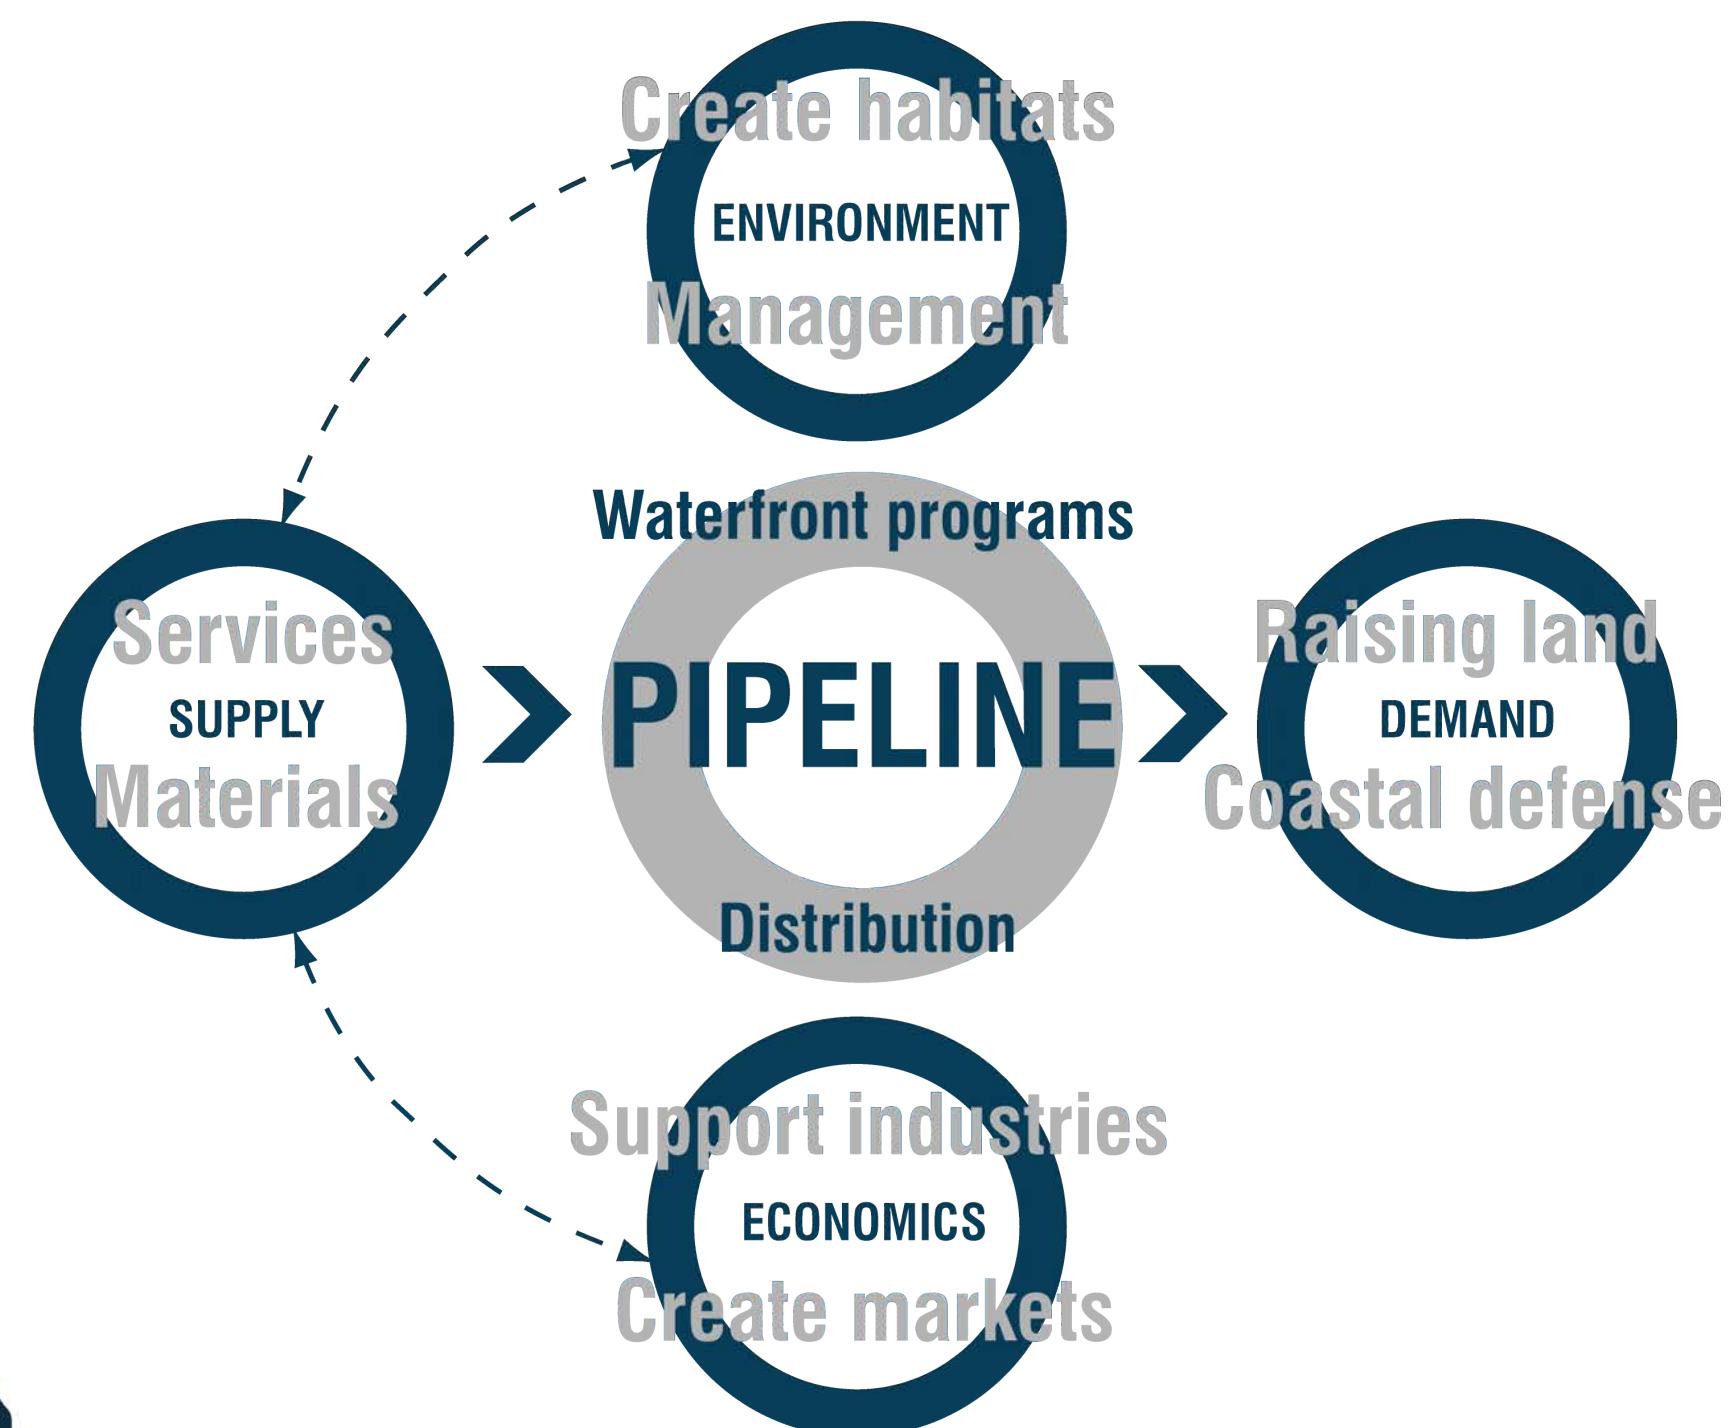 Create habitats
ENVIRONMENT
Management
Services
SUPPLY
Materials
Waterfront programs
PIPELINE
Distribution
Raising land
DEMAND
Coastal defense
Support industries
ECONOMICS
Create markets